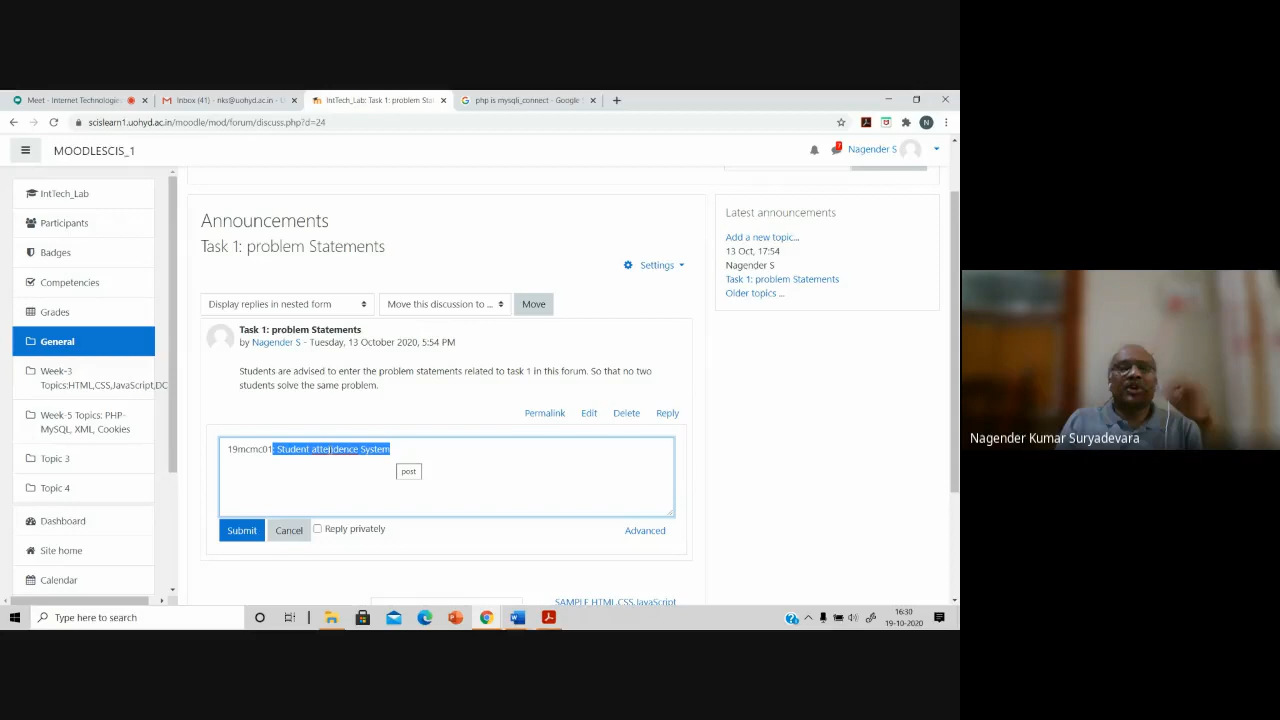 Meet - Internet Technologies
Inbox (41) - nks@uohyd.ac.in - U
IntTech_Lab: Task 1: problem Sta
php is mysqli_connect - Google
scislearn1.uohyd.ac.in/moodle/mod/forum/discuss.php?d=24
N
MOODLESCIS_1
Nagender S
IntTech_Lab
Participants
Badges
Competencies
Grades
General
Week-3
Topics:HTML,CSS,JavaScript,DC
Week-5 Topics: PHP-
MySQL, XML, Cookies
Topic 3
Topic 4
Dashboard
Site home
Calendar
Announcements
Task 1: problem Statements
Settings
Display replies in nested form
Move this discussion to ...
Move
Task 1: problem Statements
by Nagender S - Tuesday, 13 October 2020, 5:54 PM
Students are advised to enter the problem statements related to task 1 in this forum. So that no two
students solve the same problem.
Permalink
Edit
Delete
Reply
19mcmc01: Student attendence System
post
Submit
Cancel
Reply privately
Advanced
SAMPLE HTML,CSS,JavaScript
Latest announcements
Add a new topic...
13 Oct, 17:54
Nagender S
Task 1: problem Statements
Older topics ...
Type here to search
16:30
19-10-2020
Nagender Kumar Suryadevara